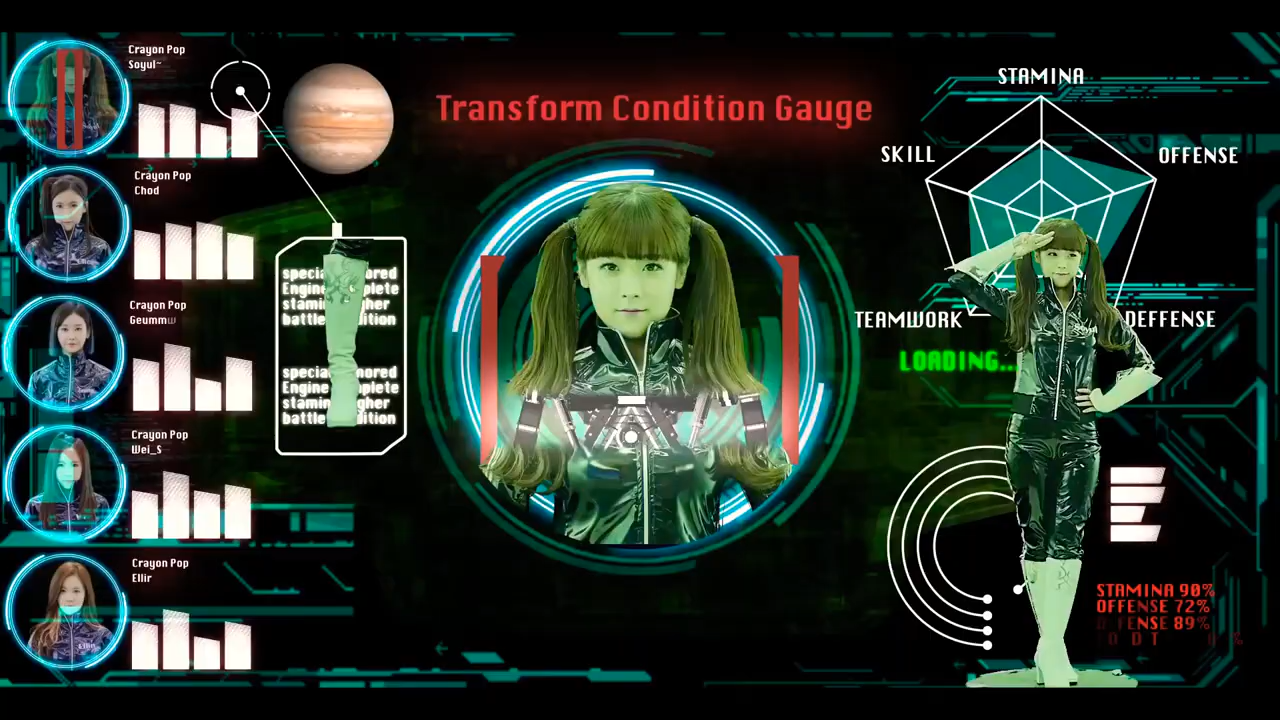 Crayon Pop
Soyul~
Crayon Pop
Chod
Crayon Pop
Geumm
Crayon Pop
Wei_S
Crayon Pop
Ellir
Transform Condition Gauge
STAMINA
SKILL
OFFENSE
TEAMWORK
DEFFENSE
LOADING...
STAMINA 90%
OFFENSE 72%
FENSE 89%